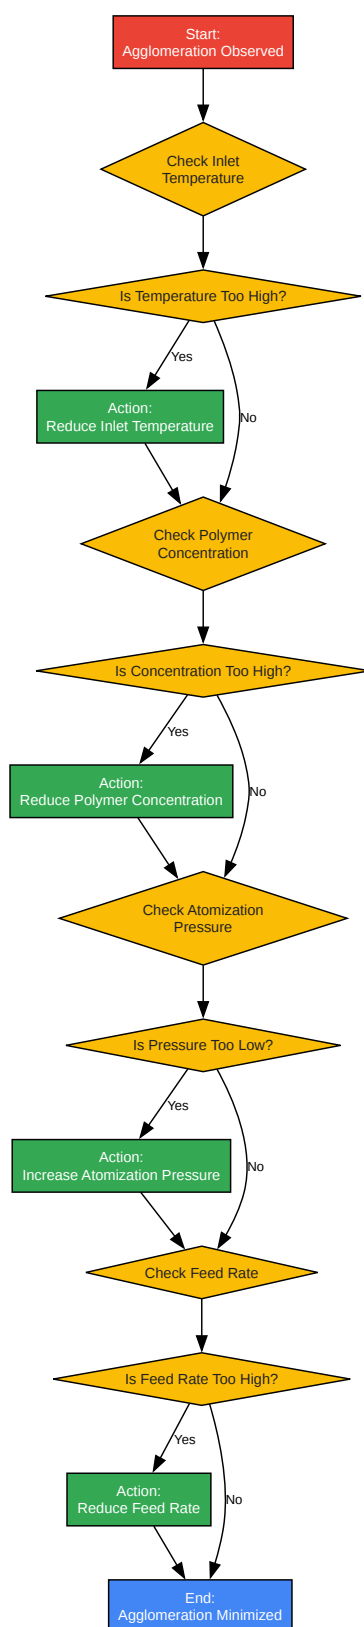 Start:
Agglomeration Observed
Check Inlet
Temperature
Is Temperature Too High?
Yes
Action:
Reduce Inlet Temperature
No
Check Polymer
Concentration
Is Concentration Too High?
Yes
Action:
Reduce Polymer Concentration
No
Check Atomization
Pressure
Is Pressure Too Low?
Yes
Action:
Increase Atomization Pressure
No
Check Feed Rate
Is Feed Rate Too High?
Yes
Action:
Reduce Feed Rate
No
End:
Agglomeration Minimized